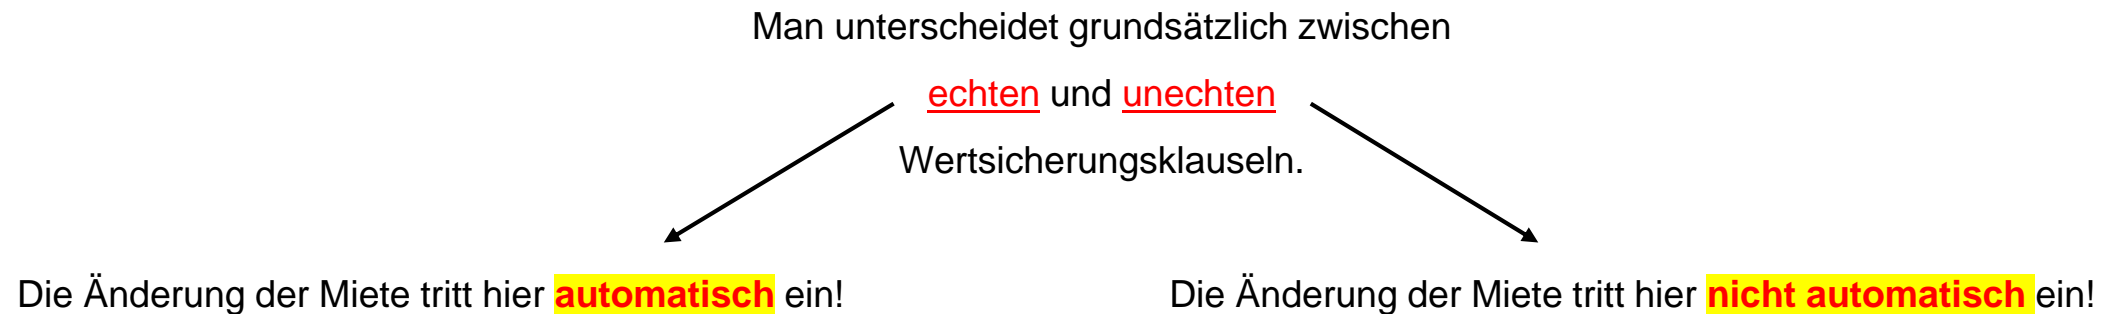 Man unterscheidet grundsätzlich zwischen
echten und unechten
Wertsicherungsklauseln.
Die Änderung der Miete tritt hier automatisch ein!
Die Änderung der Miete tritt hier nicht automatisch ein!